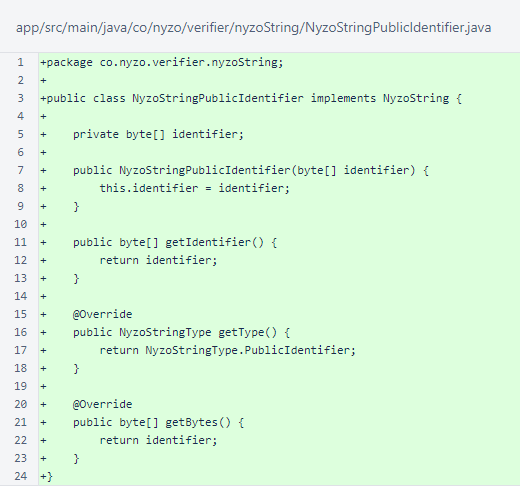 app/src/main/java/co/nyzo/verifier/nyzoString/NyzoStringPublicIdentifier.java
1 +package co.nyzo.verifier.nyzoString;
2 +
3 +public class NyzoStringPublicIdentifier implements NyzoString {
4 +
5 +    private byte[] identifier;
6 +
7 +    public NyzoStringPublicIdentifier(byte[] identifier) {
8 +        this.identifier = identifier;
9 +    }
10 +
11 +    public byte[] getIdentifier() {
12 +        return identifier;
13 +    }
14 +
15 +    @Override
16 +    public NyzoStringType getType() {
17 +        return NyzoStringType.PublicIdentifier;
18 +    }
19 +
20 +    @Override
21 +    public byte[] getBytes() {
22 +        return identifier;
23 +    }
24 +}